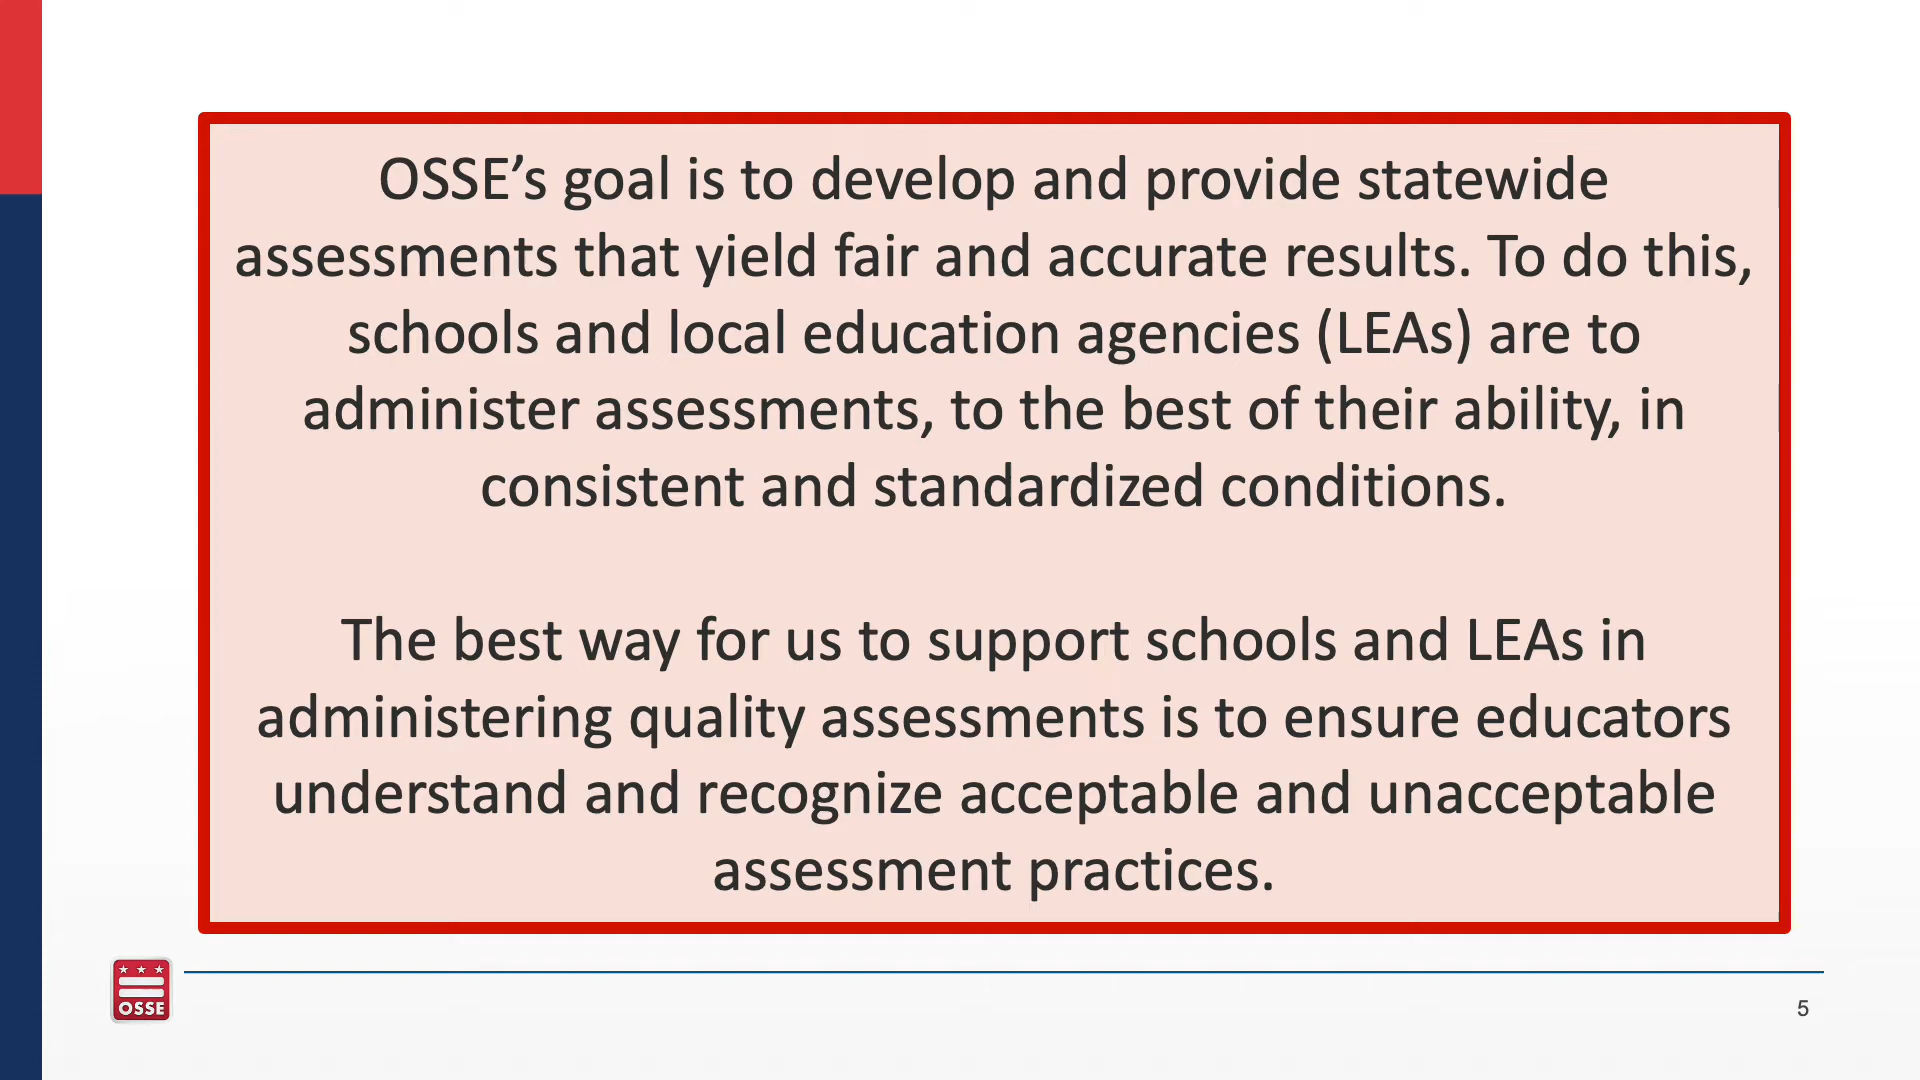 OSSE’s goal is to develop and provide statewide
assessments that yield fair and accurate results. To do this,
schools and local education agencies (LEAs) are to
administer assessments, to the best of their ability, in
consistent and standardized conditions.
The best way for us to support schools and LEAs in
administering quality assessments is to ensure educators
understand and recognize acceptable and unacceptable
assessment practices.
OSSE
5